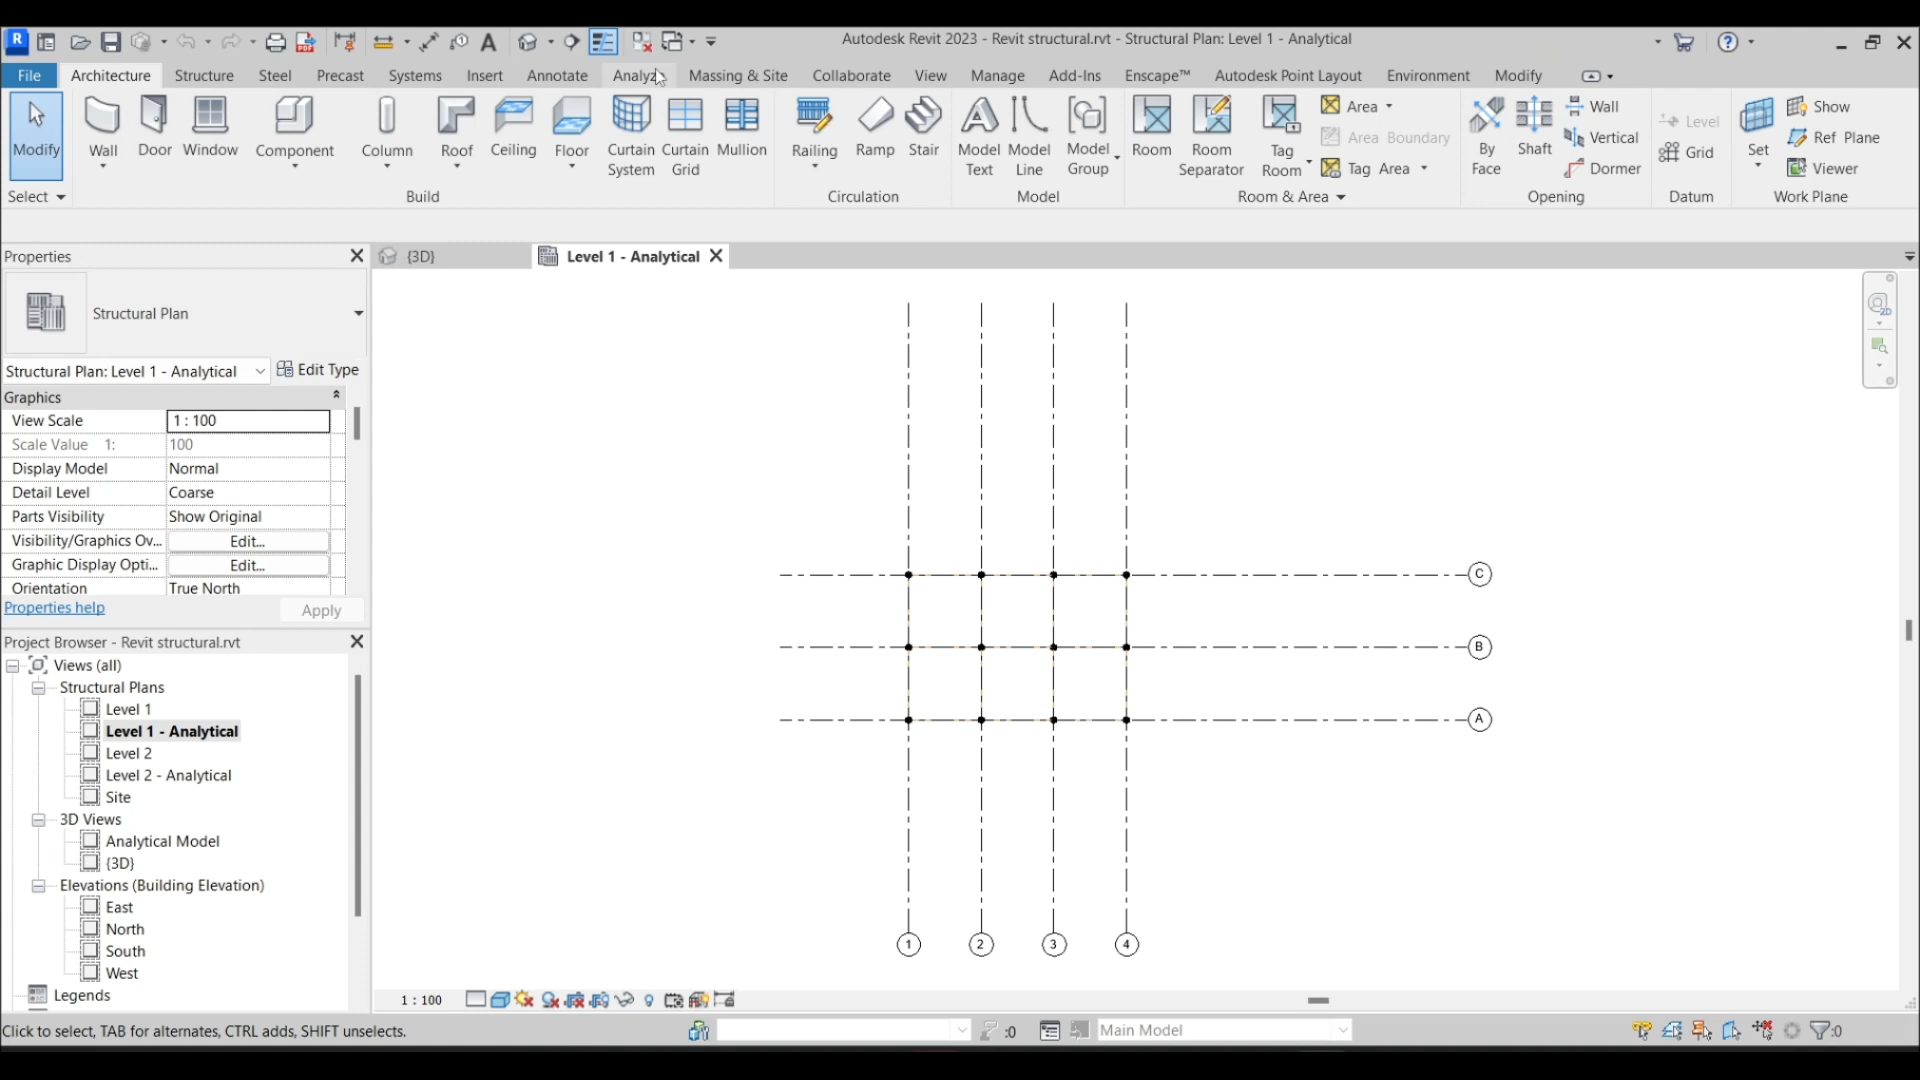 R
Autodesk Revit 2023 - Revit structural.rvt - Structural Plan: Level 1 - Analytical
File Architecture Structure Steel Precast Systems Insert Annotate Analyze Massing & Site Collaborate View Manage Add-Ins Enscape™ Autodesk Point Layout Environment Modify
Modify Wall Door Window Component Column Roof Ceiling Floor Curtain System Curtain Grid Mullion Railing Ramp Stair Model Text Model Line Model Group Room Room Separator Tag Room
Area
Area Boundary
Tag Area
By Face Shaft
Wall
Vertical
Dormer
Level
Grid
Set
Show
Ref Plane
Viewer
Select Build Circulation Model Room & Area Opening Datum Work Plane
Properties
{3D} Level 1 - Analytical
Structural Plan
Structural Plan: Level 1 - Analytical Edit Type
Graphics
View Scale 1 : 100
Scale Value 1: 100
Display Model Normal
Detail Level Coarse
Parts Visibility Show Original
Visibility/Graphics Ov... Edit...
Graphic Display Opti... Edit...
Orientation True North
Properties help Apply
Project Browser - Revit structural.rvt
Views (all)
Structural Plans
Level 1
Level 1 - Analytical
Level 2
Level 2 - Analytical
Site
3D Views
Analytical Model
{3D}
Elevations (Building Elevation)
East
North
South
West
Legends
2D
C
B
A
1 2 3 4
1 : 100
Click to select, TAB for alternates, CTRL adds, SHIFT unselects.
:0
Main Model
:0